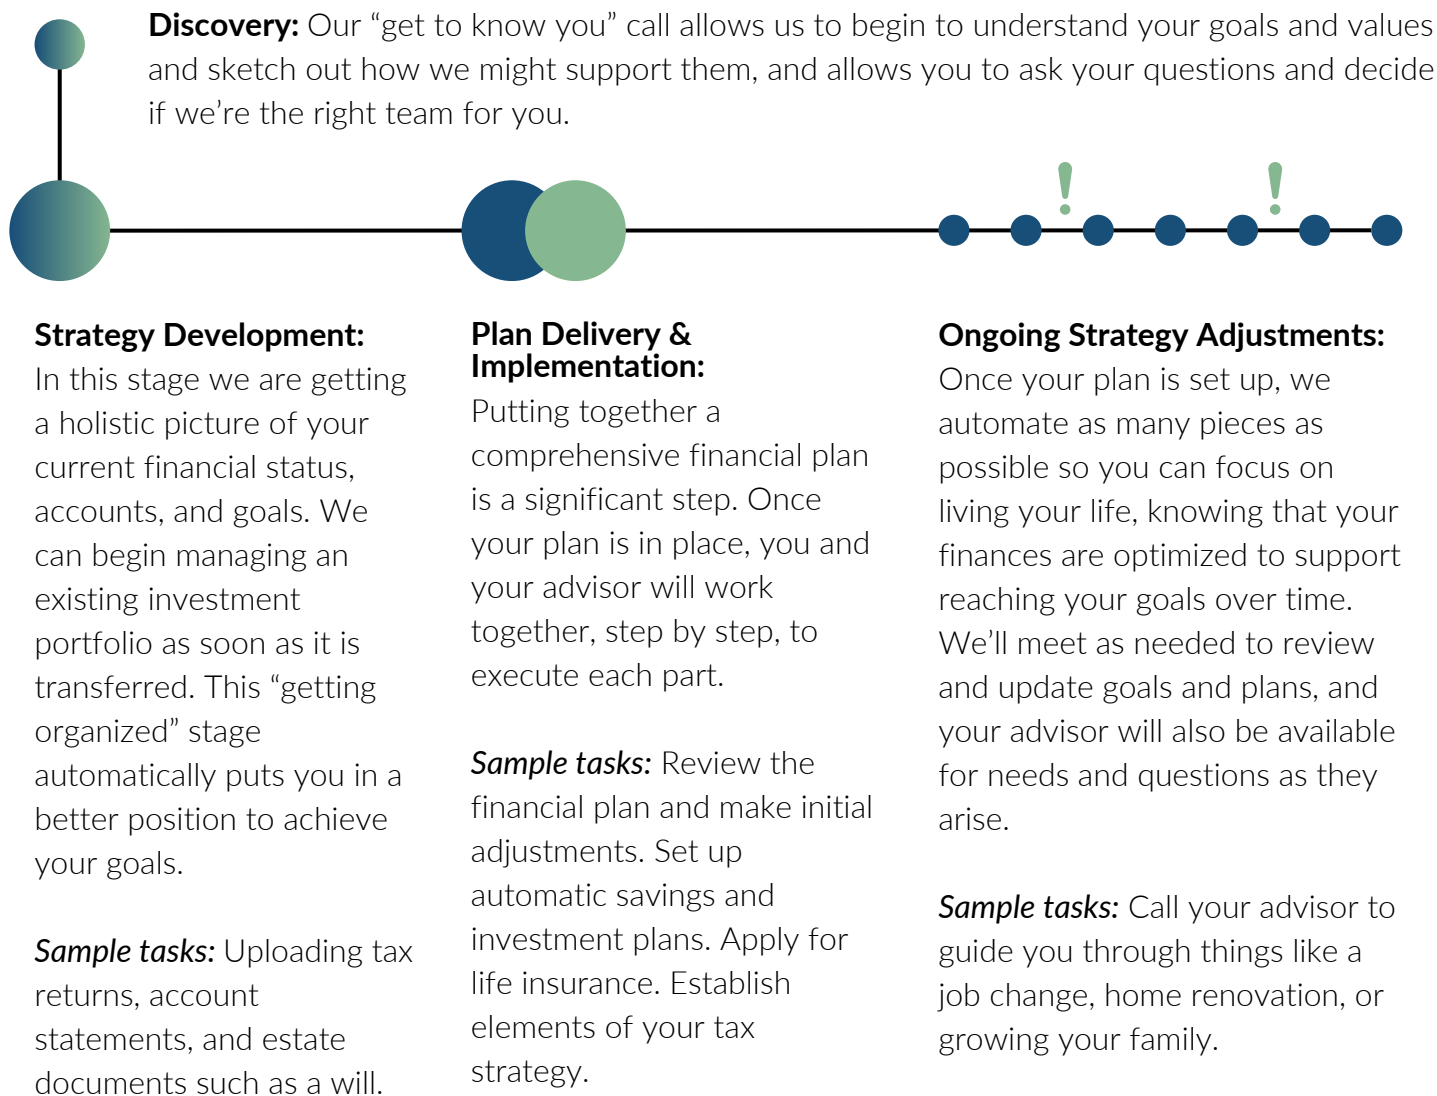 Discovery: Our “get to know you” call allows us to begin to understand your goals and values
and sketch out how we might support them, and allows you to ask your questions and decide
if we’re the right team for you.
!
!
Strategy Development:
In this stage we are getting
a holistic picture of your
current financial status,
accounts, and goals. We
can begin managing an
existing investment
portfolio as soon as it is
transferred. This “getting
organized” stage
automatically puts you in a
better position to achieve
your goals.
Sample tasks: Uploading tax
returns, account
statements, and estate
documents such as a will.
Plan Delivery &
Implementation:
Putting together a
comprehensive financial plan
is a significant step. Once
your plan is in place, you and
your advisor will work
together, step by step, to
execute each part.
Sample tasks: Review the
financial plan and make initial
adjustments. Set up
automatic savings and
investment plans. Apply for
life insurance. Establish
elements of your tax
strategy.
Ongoing Strategy Adjustments:
Once your plan is set up, we
automate as many pieces as
possible so you can focus on
living your life, knowing that your
finances are optimized to support
reaching your goals over time.
We’ll meet as needed to review
and update goals and plans, and
your advisor will also be available
for needs and questions as they
arise.
Sample tasks: Call your advisor to
guide you through things like a
job change, home renovation, or
growing your family.